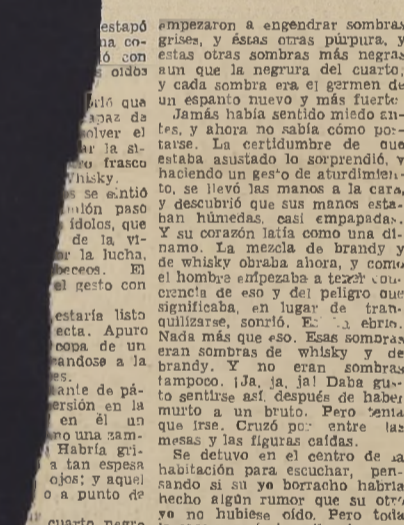 estapó
na co-
ó con
s oídos
brió que
apaz de
olver el
ar la si-
ro frasco
Whisky.
s se sintió
paso
ídolos, que
de la vi-
or la lucha,
beceos. El
el gesto con
estaría listo
ecta. Apuro
copa de un
andose a la
es.
ante de pá-
ersión en la
en él un
no una zam-
Habría gri-
a tan espesa
ojos; y aquel
o a punto de
cuarto negro
empezaron a engendrar sombras
grises, y éstas otras púrpura, y
estas otras sombras más negras
aun que la negrura del cuarto,
y cada sombra era el germen de
un espanto nuevo y más fuerte
Jamás había sentido miedo an-
tes, y ahora no sabía cómo por-
tarse. La certidumbre de que
estaba asustado lo sorprendió, y
haciendo un gesto de aturdimien-
to, se llevó las manos a la cara,
y descubrió que sus manos esta-
ban húmedas, casi empapadas.
Y su corazón latía como una di-
namo. La mezcla de brandy y
de whisky obraba ahora, y como
el hombre empezaba a tener con-
ciencia de eso y del peligro que
significaba, en lugar de tran-
quilizarse, sonrió. ebrio.
Nada más que eso. Esas sombras
eran sombras de whisky y de
brandy. Y no eran sombras
tampoco. ¡Ja, ja, ja! Daba gus-
to sentirse así, después de haber
murto a un bruto. Pero tenía
que irse. Cruzó por entre las
mesas y las figuras caídas.
Se detuvo en el centro de la
habitación para escuchar, pen-
sando si su yo borracho habría
hecho algún rumor que su otro
yo no hubiese oído. Pero toda